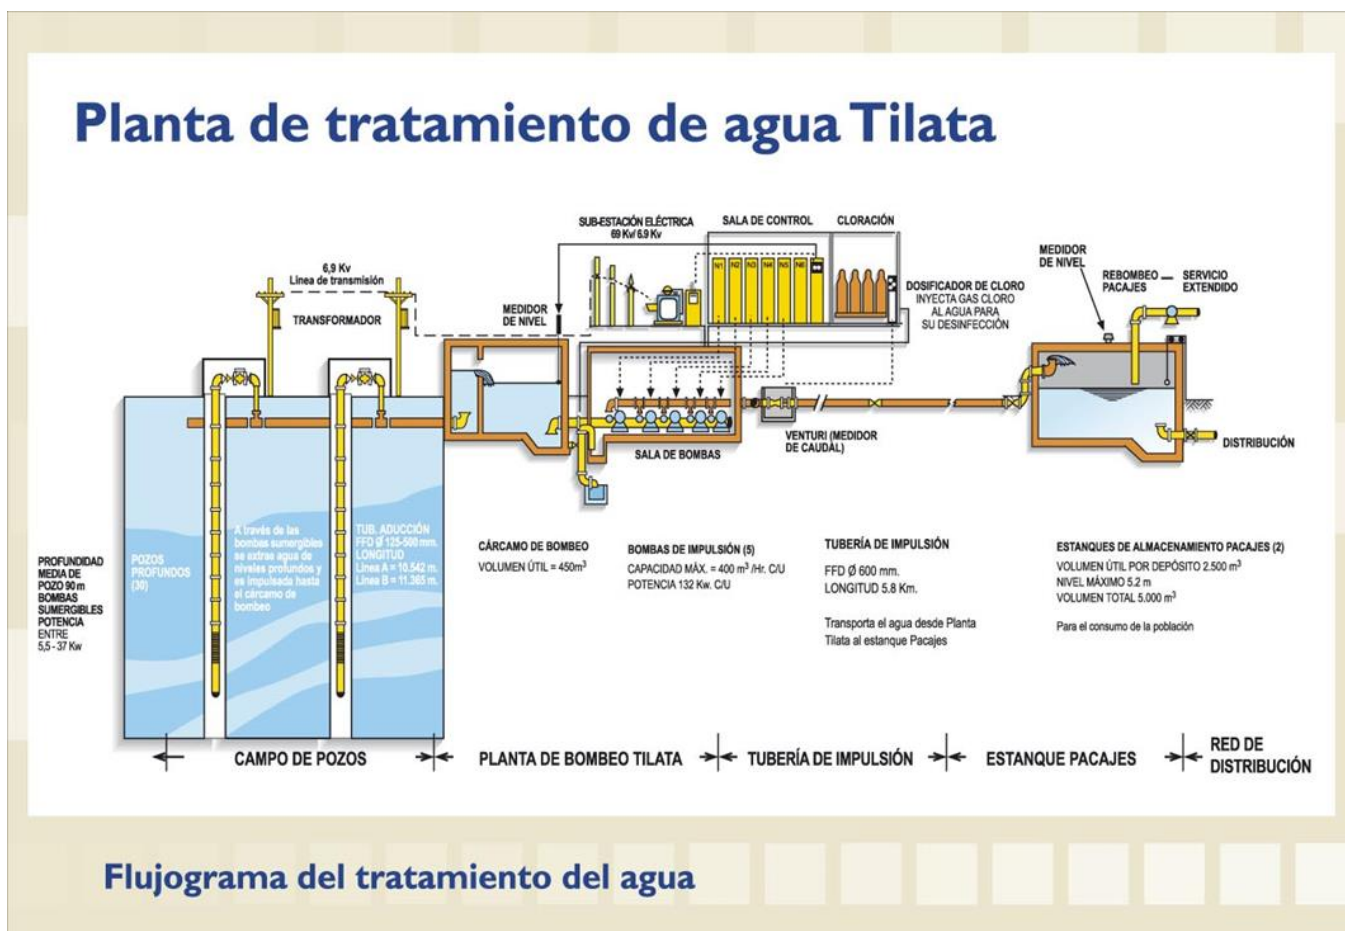 Planta de tratamiento de agua Tilata
SUB-ESTACIÓN ELÉCTRICA
69 Kv/ 6.9 Kv
SALA DE CONTROL
CLORACIÓN
6,9 Kv
Linea de transmisión
TRANSFORMADOR
MEDIDOR
DE NIVEL
N1 N2 N3 N4 N5 N6
DOSIFICADOR DE CLORO
INYECTA GAS CLORO
AL AGUA PARA
SU DESINFECCIÓN
MEDIDOR
DE NIVEL
REBOMBEO
PACAJES
SERVICIO
EXTENDIDO
SALA DE BOMBAS
VENTURI (MEDIDOR
DE CAUDAL)
DISTRIBUCIÓN
PROFUNDIDAD
MEDIA DE
POZO 90 m
BOMBAS
SUMERGIBLES
POTENCIA
ENTRE
5,5 - 37 Kw
POZOS
PROFUNDOS
(30)
A través de las
bombas sumergibles
se extras agua de
niveles profundos y
es impulsada hasta
el cárcamo de
bombeo
TUB. ADUCCIÓN
FFD Ø 125-500 mm.
LONGITUD
Línea A = 10.542 m.
Línea B = 11.365 m.
CÁRCAMO DE BOMBEO
VOLUMEN ÚTIL = 450m³
BOMBAS DE IMPULSIÓN (5)
CAPACIDAD MÁX. = 400 m³ /Hr. C/U
POTENCIA 132 Kw. C/U
TUBERÍA DE IMPULSIÓN
FFD Ø 600 mm.
LONGITUD 5.8 Km.
Transporta el agua desde Planta
Tilata al estanque Pacajes
ESTANQUES DE ALMACENAMIENTO PACAJES (2)
VOLUMEN ÚTIL POR DEPÓSITO 2.500 m³
NIVEL MÁXIMO 5.2 m
VOLUMEN TOTAL 5.000 m³
Para el consumo de la población
CAMPO DE POZOS
PLANTA DE BOMBEO TILATA
TUBERÍA DE IMPULSIÓN
ESTANQUE PACAJES
RED DE
DISTRIBUCIÓN
Flujograma del tratamiento del agua